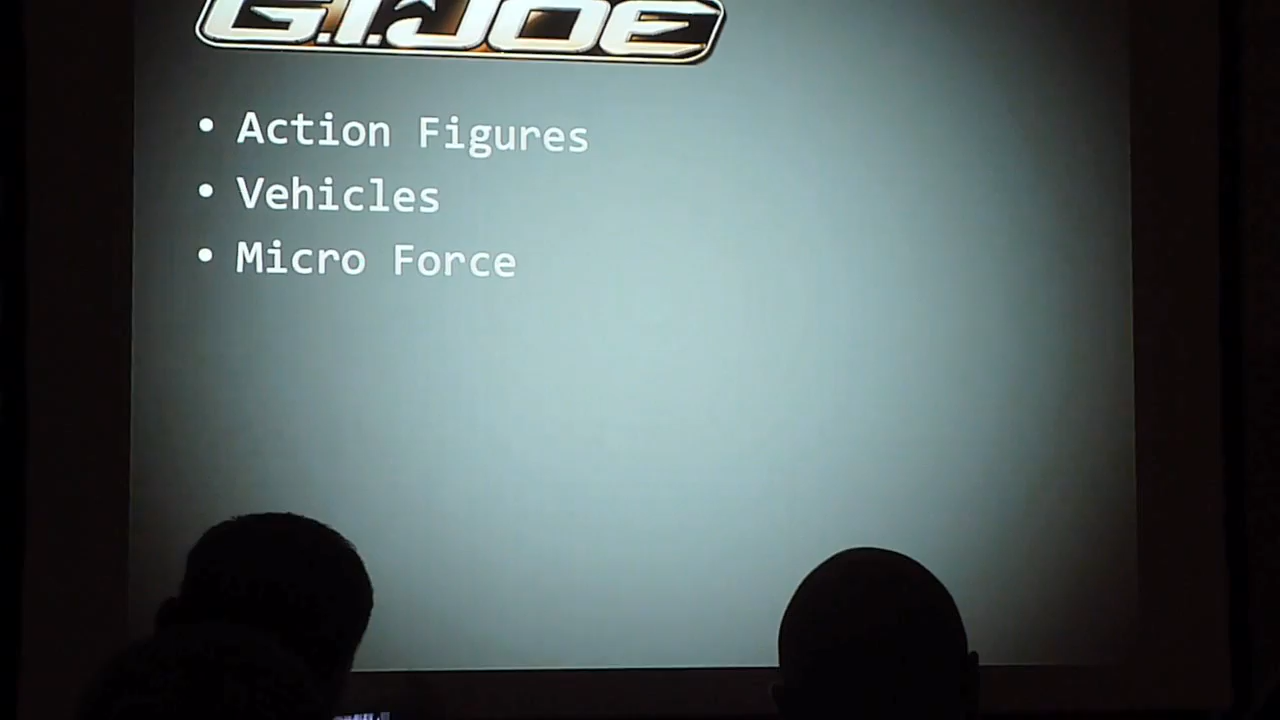 G.I.JOE
• Action Figures
• Vehicles
• Micro Force